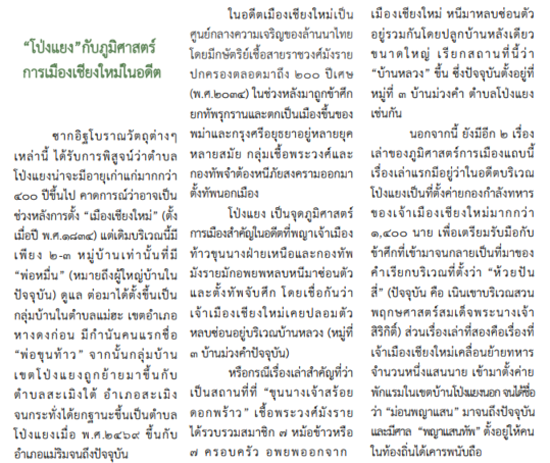 “โป่งแยง”กับภูมิศาสตร์
การเมืองเชียงใหม่ในอดีต
ซากอิฐโบราณวัตถุต่างๆ
เหล่านี้ ได้รับการพิสูจน์ว่าตำบล
โป่งแยงน่าจะมีอายุเก่าแก่มากกว่า
๔๐๐ ปีขึ้นไป คาดการณ์ว่าอาจเป็น
ช่วงหลังการตั้ง “เมืองเชียงใหม่” (ตั้ง
เมื่อปี พ.ศ.๑๘๓๔) แต่เดิมบริเวณนี้มี
เพียง ๒-๓ หมู่บ้านเท่านั้นที่มี
“พ่อหมื่น” (หมายถึงผู้ใหญ่บ้านใน
ปัจจุบัน) ดูแล ต่อมาได้ตั้งขึ้นเป็น
กลุ่มบ้านในตำบลแม่ฮะ เขตอำเภอ
หางดงก่อน มีกำนันคนแรกชื่อ
“พ่อขุนท้าว” จากนั้นกลุ่มบ้าน
เขตโป่งแยงถูกย้ายมาขึ้นกับ
ตำบลสะเมิงใต้ อำเภอสะเมิง
จนกระทั่งได้ยกฐานะขึ้นเป็นตำบล
โป่งแยงเมื่อ พ.ศ.๒๔๖๙ ขึ้นกับ
อำเภอแม่ริมจนถึงปัจจุบัน
ในอดีตเมืองเชียงใหม่เป็น
ศูนย์กลางความเจริญของล้านนาไทย
โดยมีกษัตริย์เชื้อสายราชวงศ์มังราย
ปกครองตลอดมาถึง ๒๐๐ ปีเศษ
(พ.ศ.๒๐๓๔) ในช่วงหลังมาถูกข้าศึก
ยกทัพรุกรานและตกเป็นเมืองขึ้นของ
พม่าและกรุงศรีอยุธยาอยู่หลายยุค
หลายสมัย กลุ่มเชื้อพระวงศ์และ
กองทัพจำต้องหนีภัยสงครามออกมา
ตั้งทัพนอกเมือง
โป่งแยง เป็นจุดภูมิศาสตร์
การเมืองสำคัญในอดีตที่พญาเจ้าเมือง
ท้าวขุนนางฝ่ายเหนือและกองทัพ
มังรายมักอพยพหลบหนีมาซ่อนตัว
และตั้งทัพจับศึก โดยเชื่อกันว่า
เจ้าเมืองเชียงใหม่เคยปลอมตัว
หลบซ่อนอยู่บริเวณบ้านหลวง (หมู่ที่
๓ บ้านม่วงคำปัจจุบัน)
หรือกรณีเรื่องเล่าสำคัญที่ว่า
เป็นสถานที่ที่ “ขุนนางเจ้าสร้อย
ดอกพร้าว” เชื้อพระวงศ์มังราย
ได้รวบรวมสมาชิก ๗ หม้อข้าวหรือ
๗ ครอบครัว อพยพออกจาก
เมืองเชียงใหม่ หนีมาหลบซ่อนตัว
อยู่รวมกันโดยปลูกบ้านหลังเดียว
ขนาดใหญ่ เรียกสถานที่นี้ว่า
“บ้านหลวง” ขึ้น ซึ่งปัจจุบันตั้งอยู่ที่
หมู่ที่ ๓ บ้านม่วงคำ ตำบลโป่งแยง
เช่นกัน
นอกจากนี้ ยังมีอีก ๒ เรื่อง
เล่าของภูมิศาสตร์การเมืองแถบนี้
เรื่องเล่าแรกมีอยู่ว่าในอดีตบริเวณ
โป่งแยงเป็นที่ตั้งค่ายกองกำลังทหาร
ของเจ้าเมืองเชียงใหม่มากกว่า
๑,๔๐๐ นาย เพื่อเตรียมรับมือกับ
ข้าศึกที่เข้ามาจนกลายเป็นที่มาของ
คำเรียกบริเวณที่ตั้งว่า “ห้วยปัน
สี่” (ปัจจุบัน คือ เนินเขาบริเวณสวน
พฤกษศาสตร์สมเด็จพระนางเจ้า
สิริกิติ์) ส่วนเรื่องเล่าที่สองคือเรื่องที่
เจ้าเมืองเชียงใหม่เคลื่อนย้ายทหาร
จำนวนหนึ่งแสนนาย เข้ามาตั้งค่าย
พักแรมในเขตบ้านโป่งแยงนอก จนได้ชื่อ
ว่า “ม่อนพญาแสน” มาจนถึงปัจจุบัน
และมีศาล “พญาแสนทัพ” ตั้งอยู่ให้คน
ในท้องถิ่นได้เคารพนับถือ